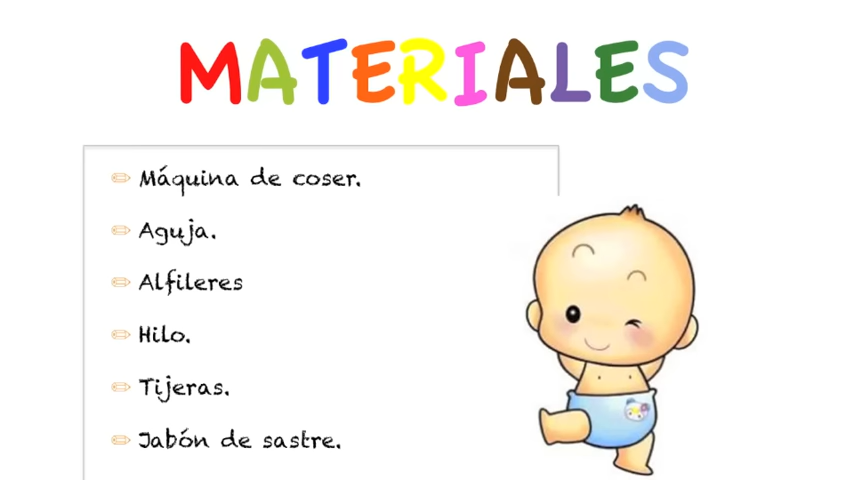 MATERIALES
Máquina de coser.
Aguja.
Alfileres
Hilo.
Tijeras.
Jabón de sastre.